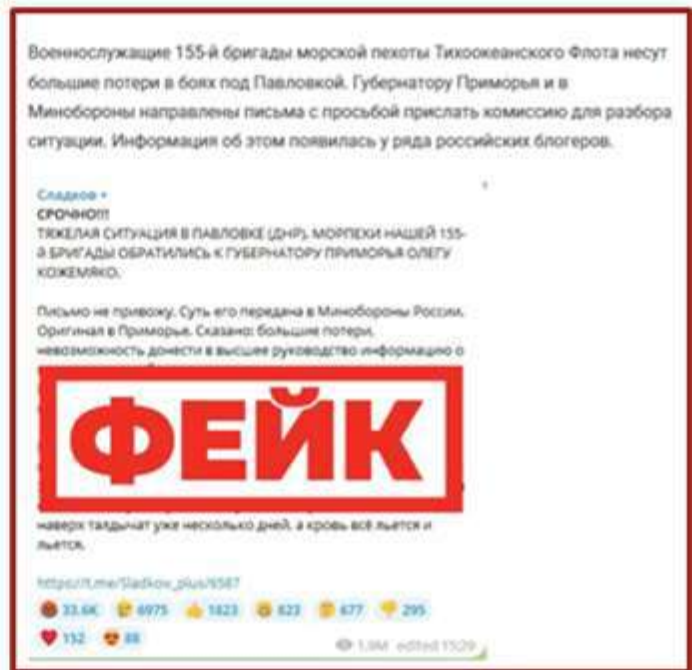 Военнослужащие 155-й бригады морской пехоты Тихоокеанского Флота несут
большие потери в боях под Павловкой. Губернатору Приморья и в
Минобороны направлены письма с просьбой прислать комиссию для разбора
ситуации. Информация об этом появилась у ряда российских блогеров.
Сладков +
СРОЧНО!!!
ТЯЖЕЛАЯ СИТУАЦИЯ В ПАВЛОВКЕ (ДНР). МОРПЕХИ НАШЕЙ 155-
Й БРИГАДЫ ОБРАТИЛИСЬ К ГУБЕРНАТОРУ ПРИМОРЬЯ ОЛЕГУ
КОЖЕМЯКО.
Письмо не привожу. Суть его передана в Минобороны России.
Оригинал в Приморье. Сказано: большие потери,
невозможность донести в высшее руководство информацию о
ФЕЙК
наверх талдычат уже несколько дней, а кровь всё льется и
льется.
https://t.me/Sladkov_plus/6587
33.6K 6975 1823 823 677 295
152 88
1.9M edited 15:29